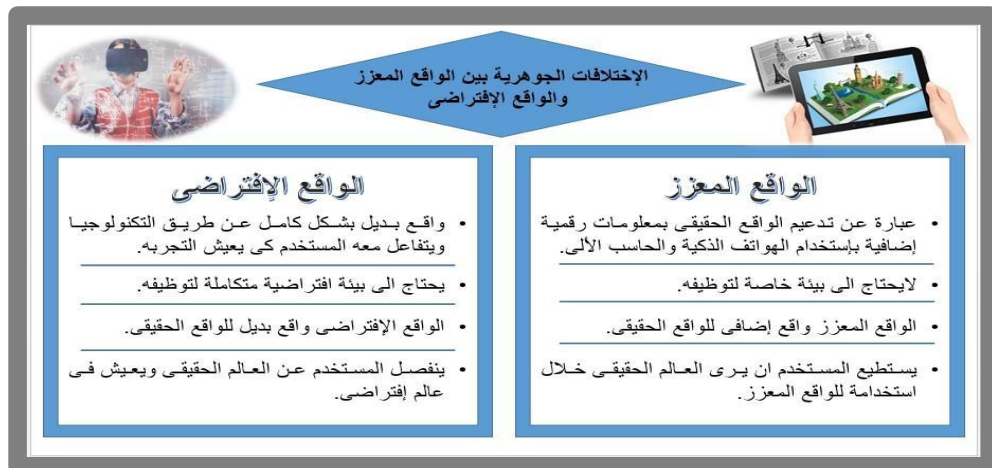 الإختلافات الجوهرية بين الواقع المعزز
والواقع الإفتراضى
الواقع المعزز
• عبارة عن تدعيم الواقع الحقيقى بمعلومات رقمية
إضافية بإستخدام الهواتف الذكية والحاسب الألى.
• لايحتاج الى بيئة خاصة لتوظيفه.
• الواقع المعزز واقع إضافى للواقع الحقيقى.
• يستطيع المستخدم ان يرى العالم الحقيقى خلال
استخدامة للواقع المعزز.
الواقع الإفتراضى
• واقع بديل بشكل كامل عن طريق التكنولوجيا
ويتفاعل معه المستخدم كى يعيش التجربه.
• يحتاج الى بيئة افتراضية متكاملة لتوظيفه.
• الواقع الإفتراضى واقع بديل للواقع الحقيقى.
• ينفصل المستخدم عن العالم الحقيقى ويعيش فى
عالم إفتراضى.